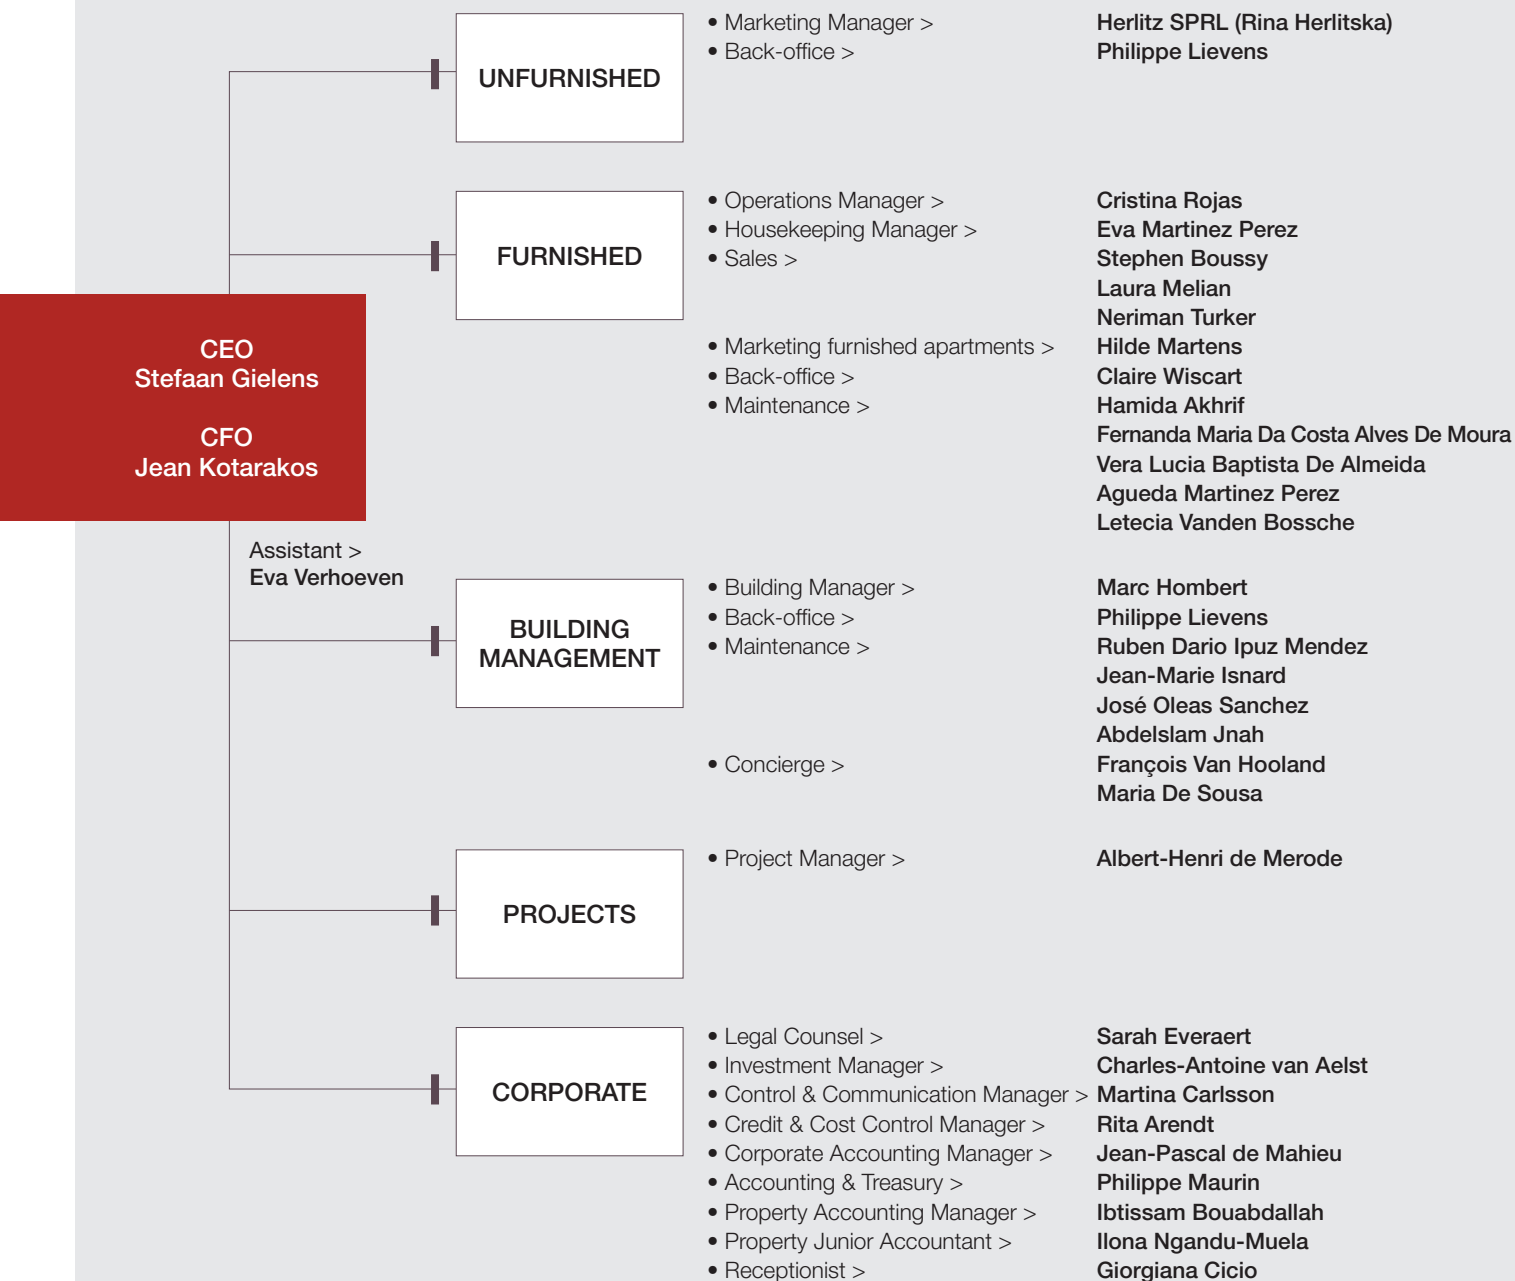 UNFURNISHED
• Marketing Manager > Herlitz SPRL (Rina Herlitska)
• Back-office > Philippe Lievens
FURNISHED
• Operations Manager > Cristina Rojas
• Housekeeping Manager > Eva Martinez Perez
• Sales > Stephen Boussy
Laura Melian
Neriman Turker
• Marketing furnished apartments > Hilde Martens
• Back-office > Claire Wiscart
• Maintenance > Hamida Akhrif
Fernanda Maria Da Costa Alves De Moura
Vera Lucia Baptista De Almeida
Agueda Martinez Perez
Letecia Vanden Bossche
CEO
Stefaan Gielens
CFO
Jean Kotarakos
Assistant >
Eva Verhoeven
BUILDING
MANAGEMENT
• Building Manager > Marc Hombert
• Back-office > Philippe Lievens
• Maintenance > Ruben Dario Ipuz Mendez
Jean-Marie Isnard
José Oleas Sanchez
Abdelslam Jnah
• Concierge > François Van Hooland
Maria De Sousa
PROJECTS
• Project Manager > Albert-Henri de Merode
CORPORATE
• Legal Counsel > Sarah Everaert
• Investment Manager > Charles-Antoine van Aelst
• Control & Communication Manager > Martina Carlsson
• Credit & Cost Control Manager > Rita Arendt
• Corporate Accounting Manager > Jean-Pascal de Mahieu
• Accounting & Treasury > Philippe Maurin
• Property Accounting Manager > Ibtissam Bouabdallah
• Property Junior Accountant > Ilona Ngandu-Muela
• Receptionist > Giorgiana Cicio